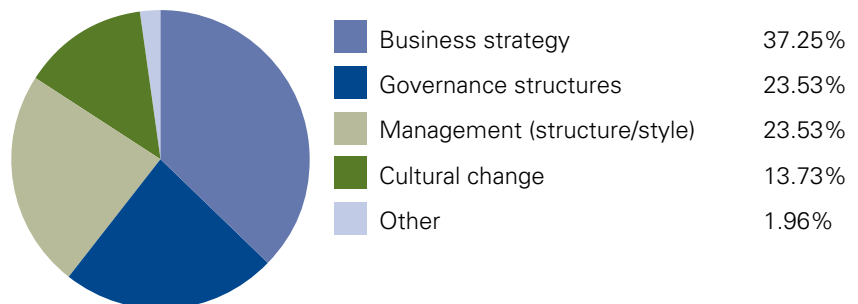 Business strategy 37.25%
Governance structures 23.53%
Management (structure/style) 23.53%
Cultural change 13.73%
Other 1.96%